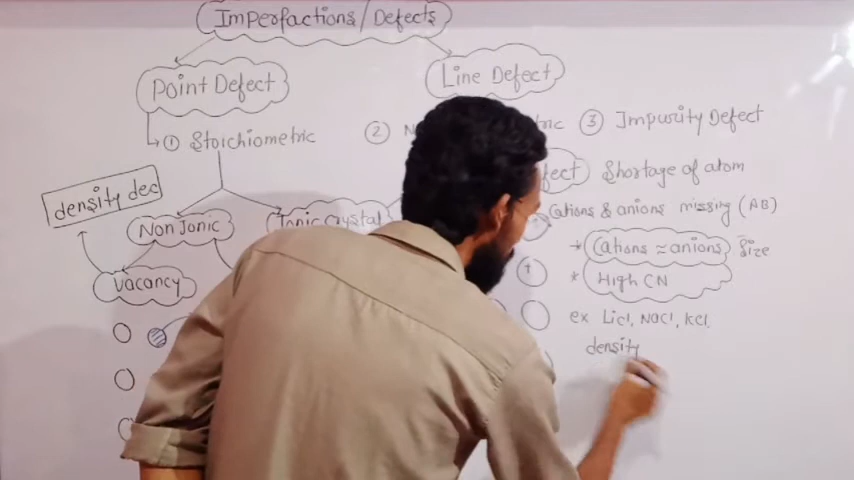 Imperfactions/Defects
Point Defect
Line Defect
① Stoichiometric
②
③ Impurity Defect
density dec
Shortage of atom
Non Ionic
Ionic Crystal
Cations & anions missing (AB)
* Cations ≈ anions Size
Vacancy
* High CN
ex LiCl, NaCl, KCl,
density